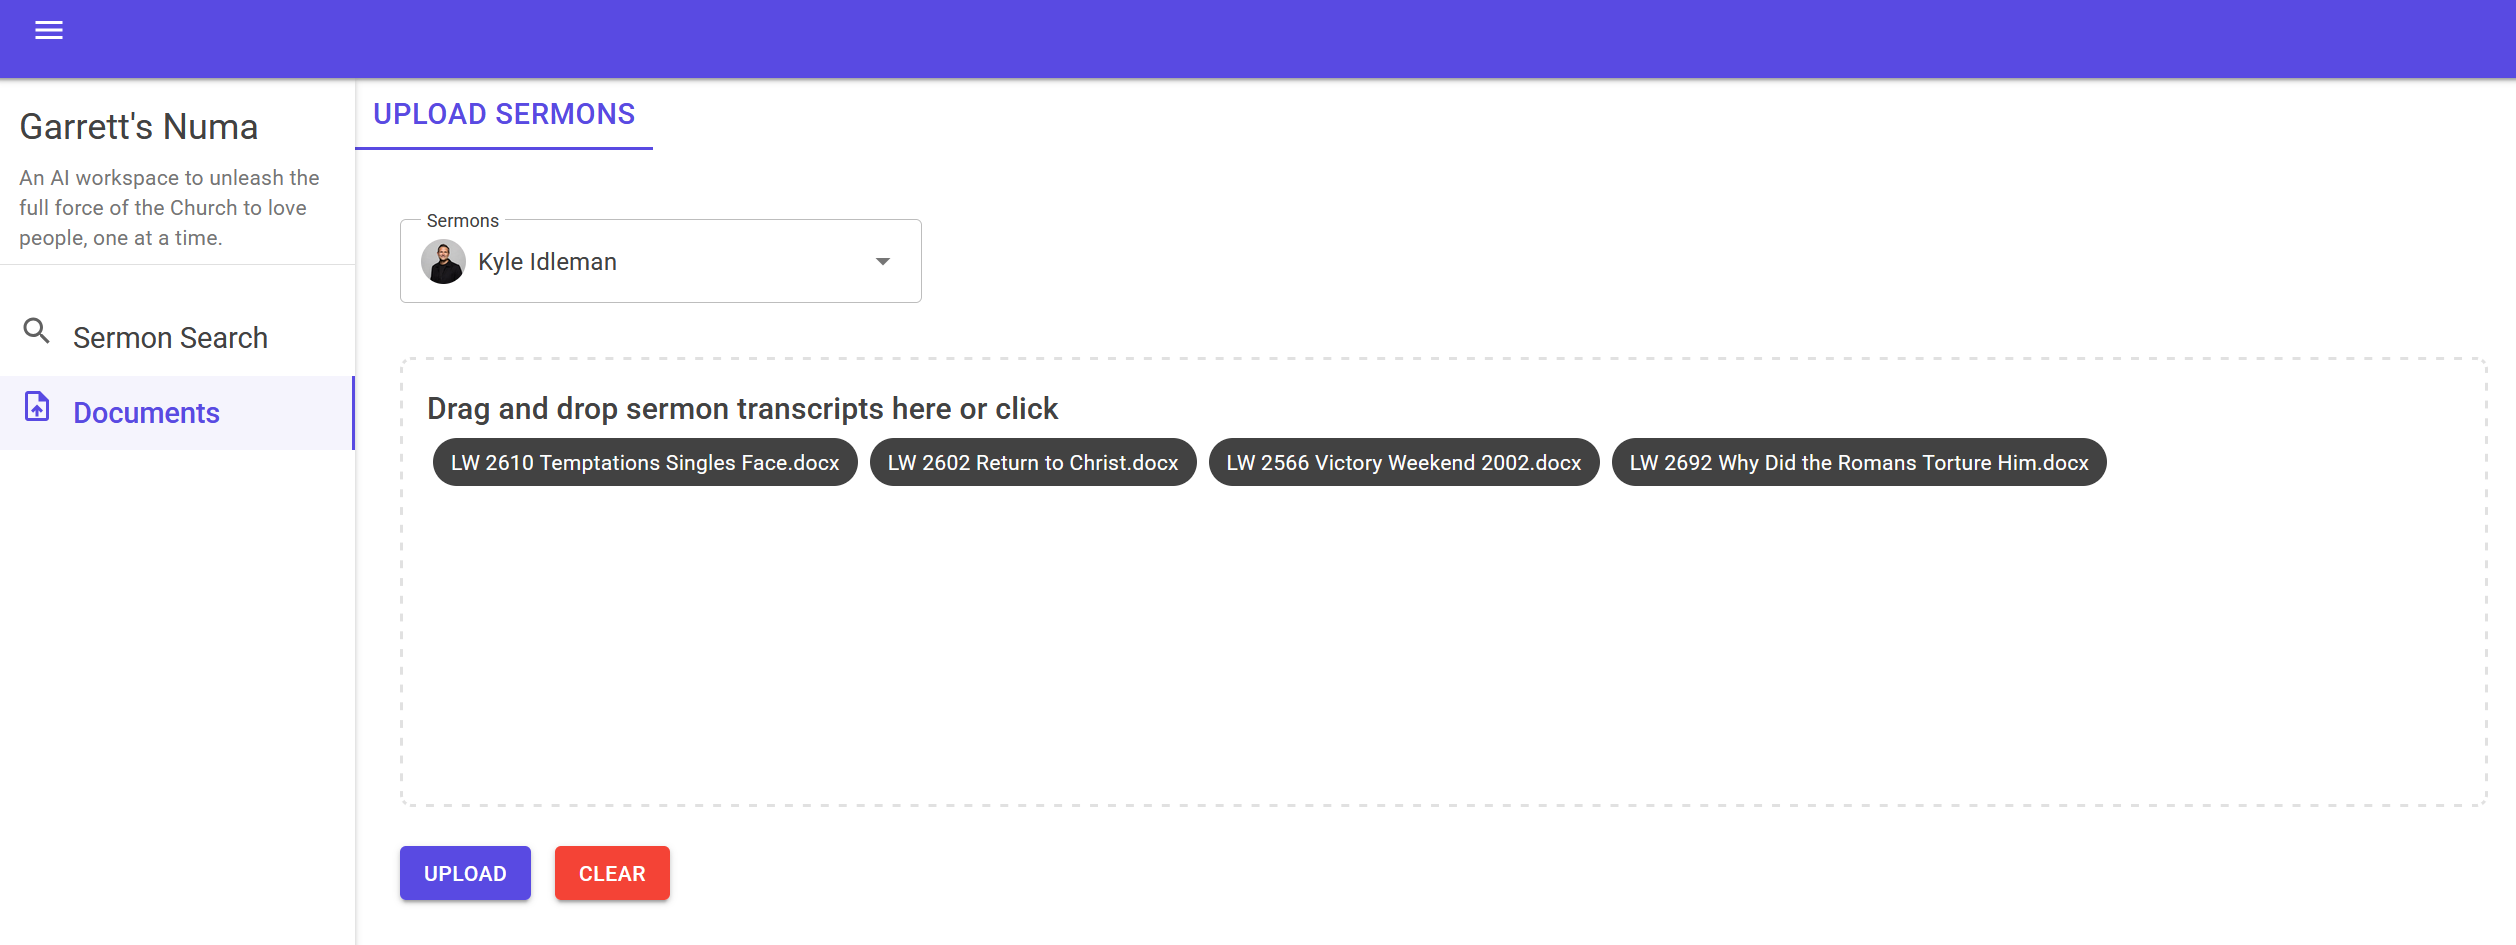 Garrett's Numa
An AI workspace to unleash the
full force of the Church to love
people, one at a time.
Sermon Search
Documents
UPLOAD SERMONS
Sermons
Kyle Idleman
Drag and drop sermon transcripts here or click
LW 2610 Temptations Singles Face.docx
LW 2602 Return to Christ.docx
LW 2566 Victory Weekend 2002.docx
LW 2692 Why Did the Romans Torture Him.docx
UPLOAD
CLEAR